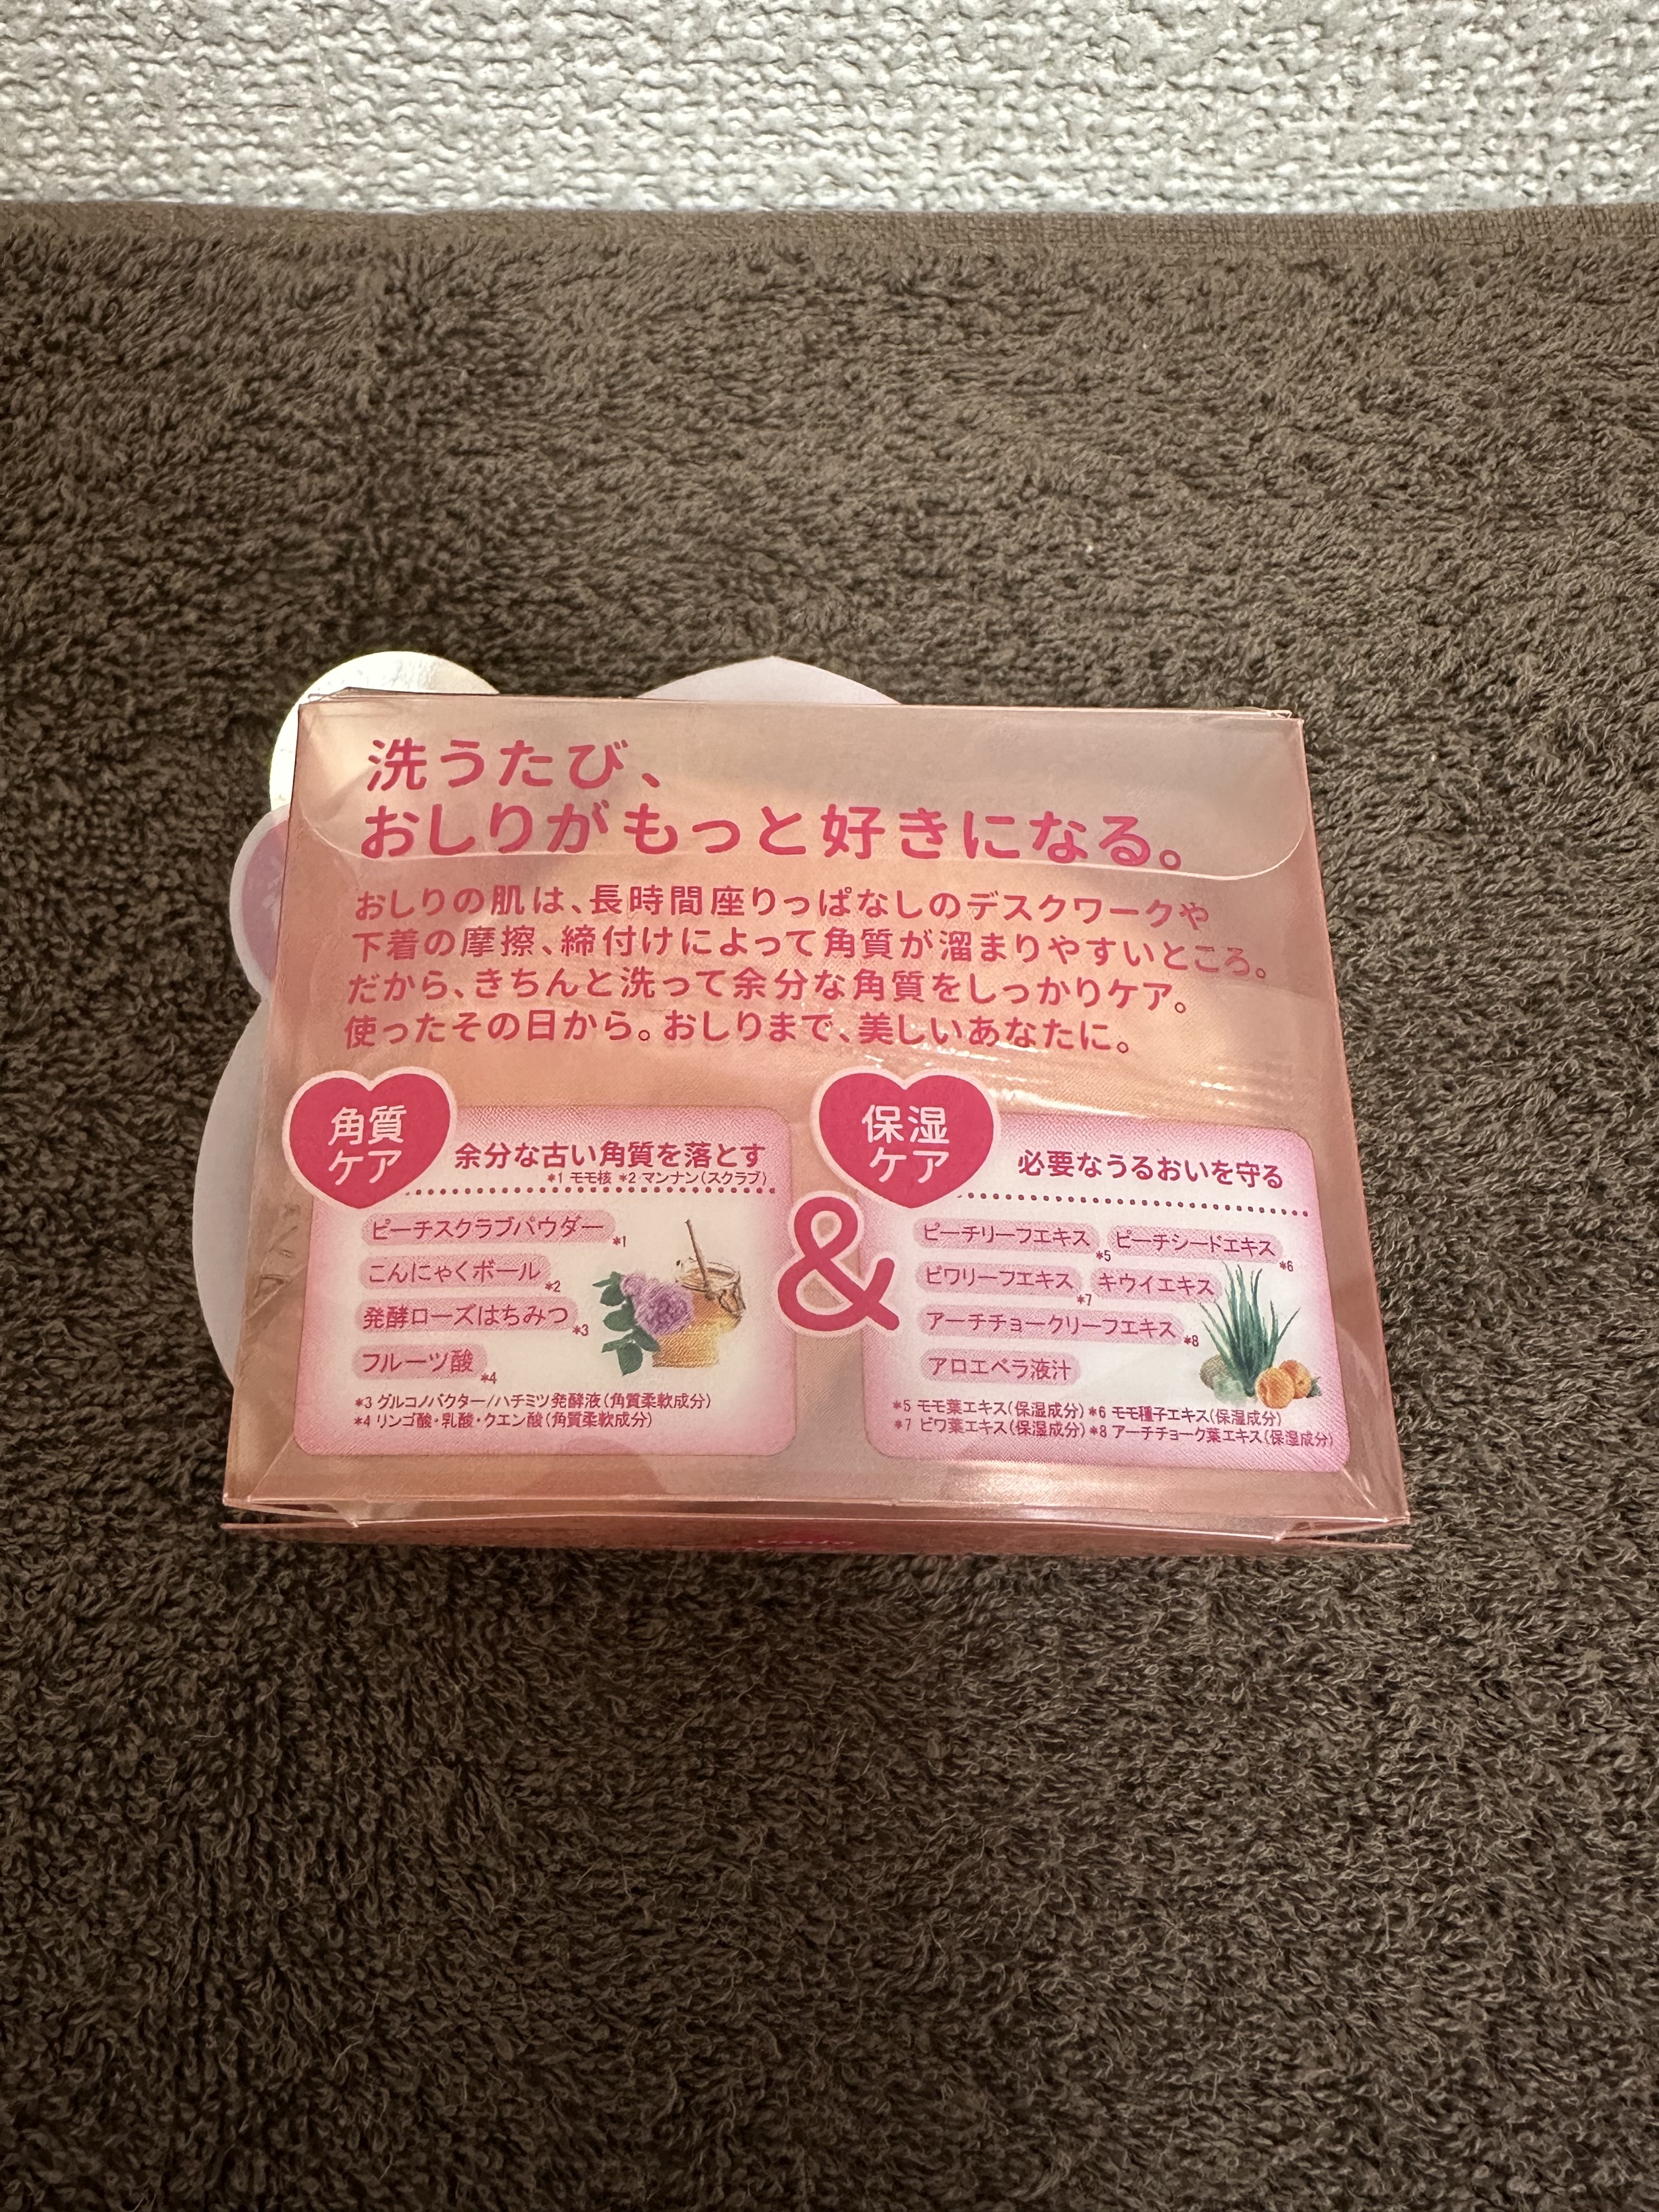 洗うたび、
おしりがもっと好きになる。
おしりの肌は、長時間座りっぱなしのデスクワークや
下着の摩擦、締付けによって角質が溜まりやすいところ。
だから、きちんと洗って余分な角質をしっかりケア。
使ったその日から。おしりまで、美しいあなたに。
角質
ケア
余分な古い角質を落とす
*1 モモ核 *2 マンナン(スクラブ)
ピーチスクラブパウダー*1
こんにゃくボール*2
発酵ローズはちみつ*3
フルーツ酸*4
*3 グルコノバクター/ハチミツ発酵液(角質柔軟成分)
*4 リンゴ酸・乳酸・クエン酸(角質柔軟成分)
&
保湿
ケア
必要なうるおいを守る
ピーチリーフエキス*5 ピーチシードエキス*6
ビワリーフエキス*7 キウイエキス
アーチチョークリーフエキス*8
アロエベラ液汁
*5 モモ葉エキス(保湿成分) *6 モモ種子エキス(保湿成分)
*7 ビワ葉エキス(保湿成分) *8 アーチチョーク葉エキス(保湿成分)